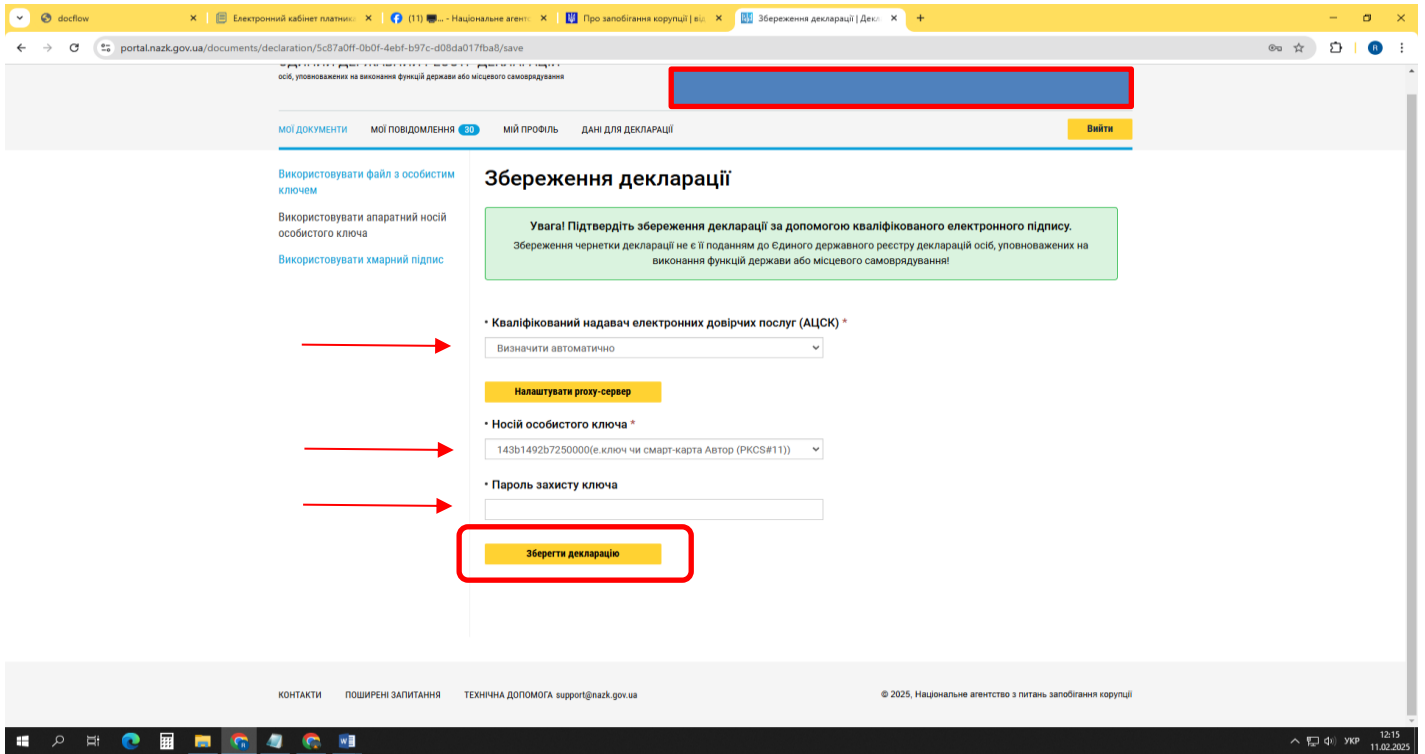 docflow
Електронний кабінет платника
(11) ... - Національне агентс
Про запобігання корупції | від
Збереження декларації | Декл
portal.nazk.gov.ua/documents/declaration/5c87a0ff-0b0f-4ebf-b97c-d08da017fba8/save
R
ЄДИНИЙ ДЕРЖАВНИЙ РЕЄСТР ДЕКЛАРАЦІЙ
осіб, уповноважених на виконання функцій держави або місцевого самоврядування
МОЇ ДОКУМЕНТИ МОЇ ПОВІДОМЛЕННЯ 30 МІЙ ПРОФІЛЬ ДАНІ ДЛЯ ДЕКЛАРАЦІЇ Вийти
Використовувати файл з особистим
ключем
Використовувати апаратний носій
особистого ключа
Використовувати хмарний підпис
Збереження декларації
Увага! Підтвердіть збереження декларації за допомогою кваліфікованого електронного підпису.
Збереження чернетки декларації не є її поданням до Єдиного державного реєстру декларацій осіб, уповноважених на
виконання функцій держави або місцевого самоврядування!
• Кваліфікований надавач електронних довірчих послуг (АЦСК) *
Визначити автоматично
Налаштувати proxy-сервер
• Носій особистого ключа *
143b1492b7250000(е.ключ чи смарт-карта Автор (PKCS#11))
• Пароль захисту ключа
Зберегти декларацію
КОНТАКТИ ПОШИРЕНІ ЗАПИТАННЯ ТЕХНІЧНА ДОПОМОГА support@nazk.gov.ua © 2025, Національне агентство з питань запобігання корупції
УКР
12:15
11.02.2025